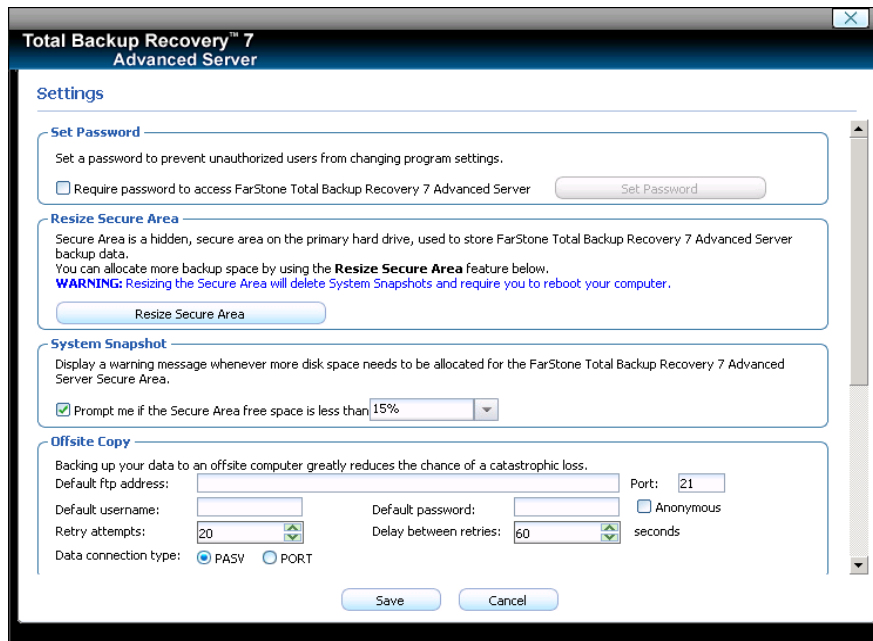 Total Backup Recovery™ 7
Advanced Server
Settings
Set Password
Set a password to prevent unauthorized users from changing program settings.
Require password to access FarStone Total Backup Recovery 7 Advanced Server
Set Password
Resize Secure Area
Secure Area is a hidden, secure area on the primary hard drive, used to store FarStone Total Backup Recovery 7 Advanced Server
backup data.
You can allocate more backup space by using the Resize Secure Area feature below.
WARNING: Resizing the Secure Area will delete System Snapshots and require you to reboot your computer.
Resize Secure Area
System Snapshot
Display a warning message whenever more disk space needs to be allocated for the FarStone Total Backup Recovery 7 Advanced
Server Secure Area.
Prompt me if the Secure Area free space is less than 15%
Offsite Copy
Backing up your data to an offsite computer greatly reduces the chance of a catastrophic loss.
Default ftp address: Port: 21
Default username: Default password: Anonymous
Retry attempts: 20 Delay between retries: 60 seconds
Data connection type: PASV PORT
Save Cancel